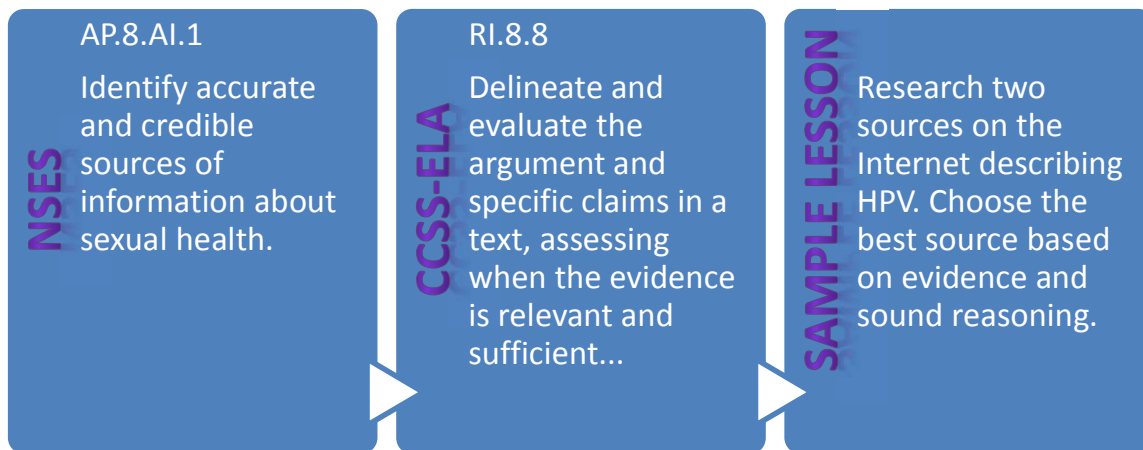 NSES
AP.8.AI.1
Identify accurate
and credible
sources of
information about
sexual health.
CCSS-ELA
RI.8.8
Delineate and
evaluate the
argument and
specific claims in a
text, assessing
when the evidence
is relevant and
sufficient...
SAMPLE LESSON
Research two
sources on the
Internet describing
HPV. Choose the
best source based
on evidence and
sound reasoning.